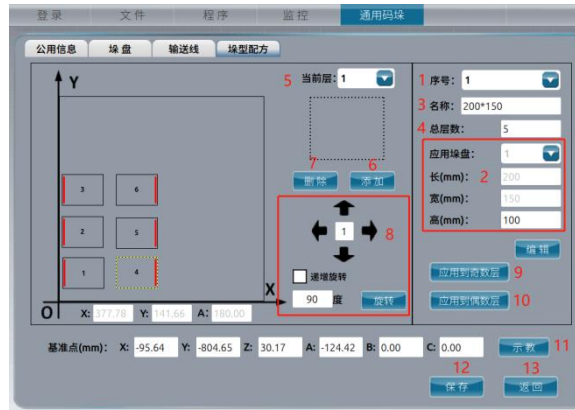 登录 文件 程序 监控 通用码垛
公用信息 垛盘 输送线 垛型配方
Y
5 当前层: 1
1 序号: 1
3 名称: 200*150
4 总层数: 5
应用垛盘: 1
长(mm): 200
2
宽(mm): 150
高(mm): 100
7 6
删除 添加
3 6
2 5
1 4
1 8
递增旋转
90 度 旋转
编辑
应用到奇数层 9
应用到偶数层 10
X
O X: 377.78 Y: 141.66 A: 180.00
基准点(mm): X: -95.64 Y: -804.65 Z: 30.17 A: -124.42 B: 0.00 C: 0.00 示教 11
12 13
保存 返回